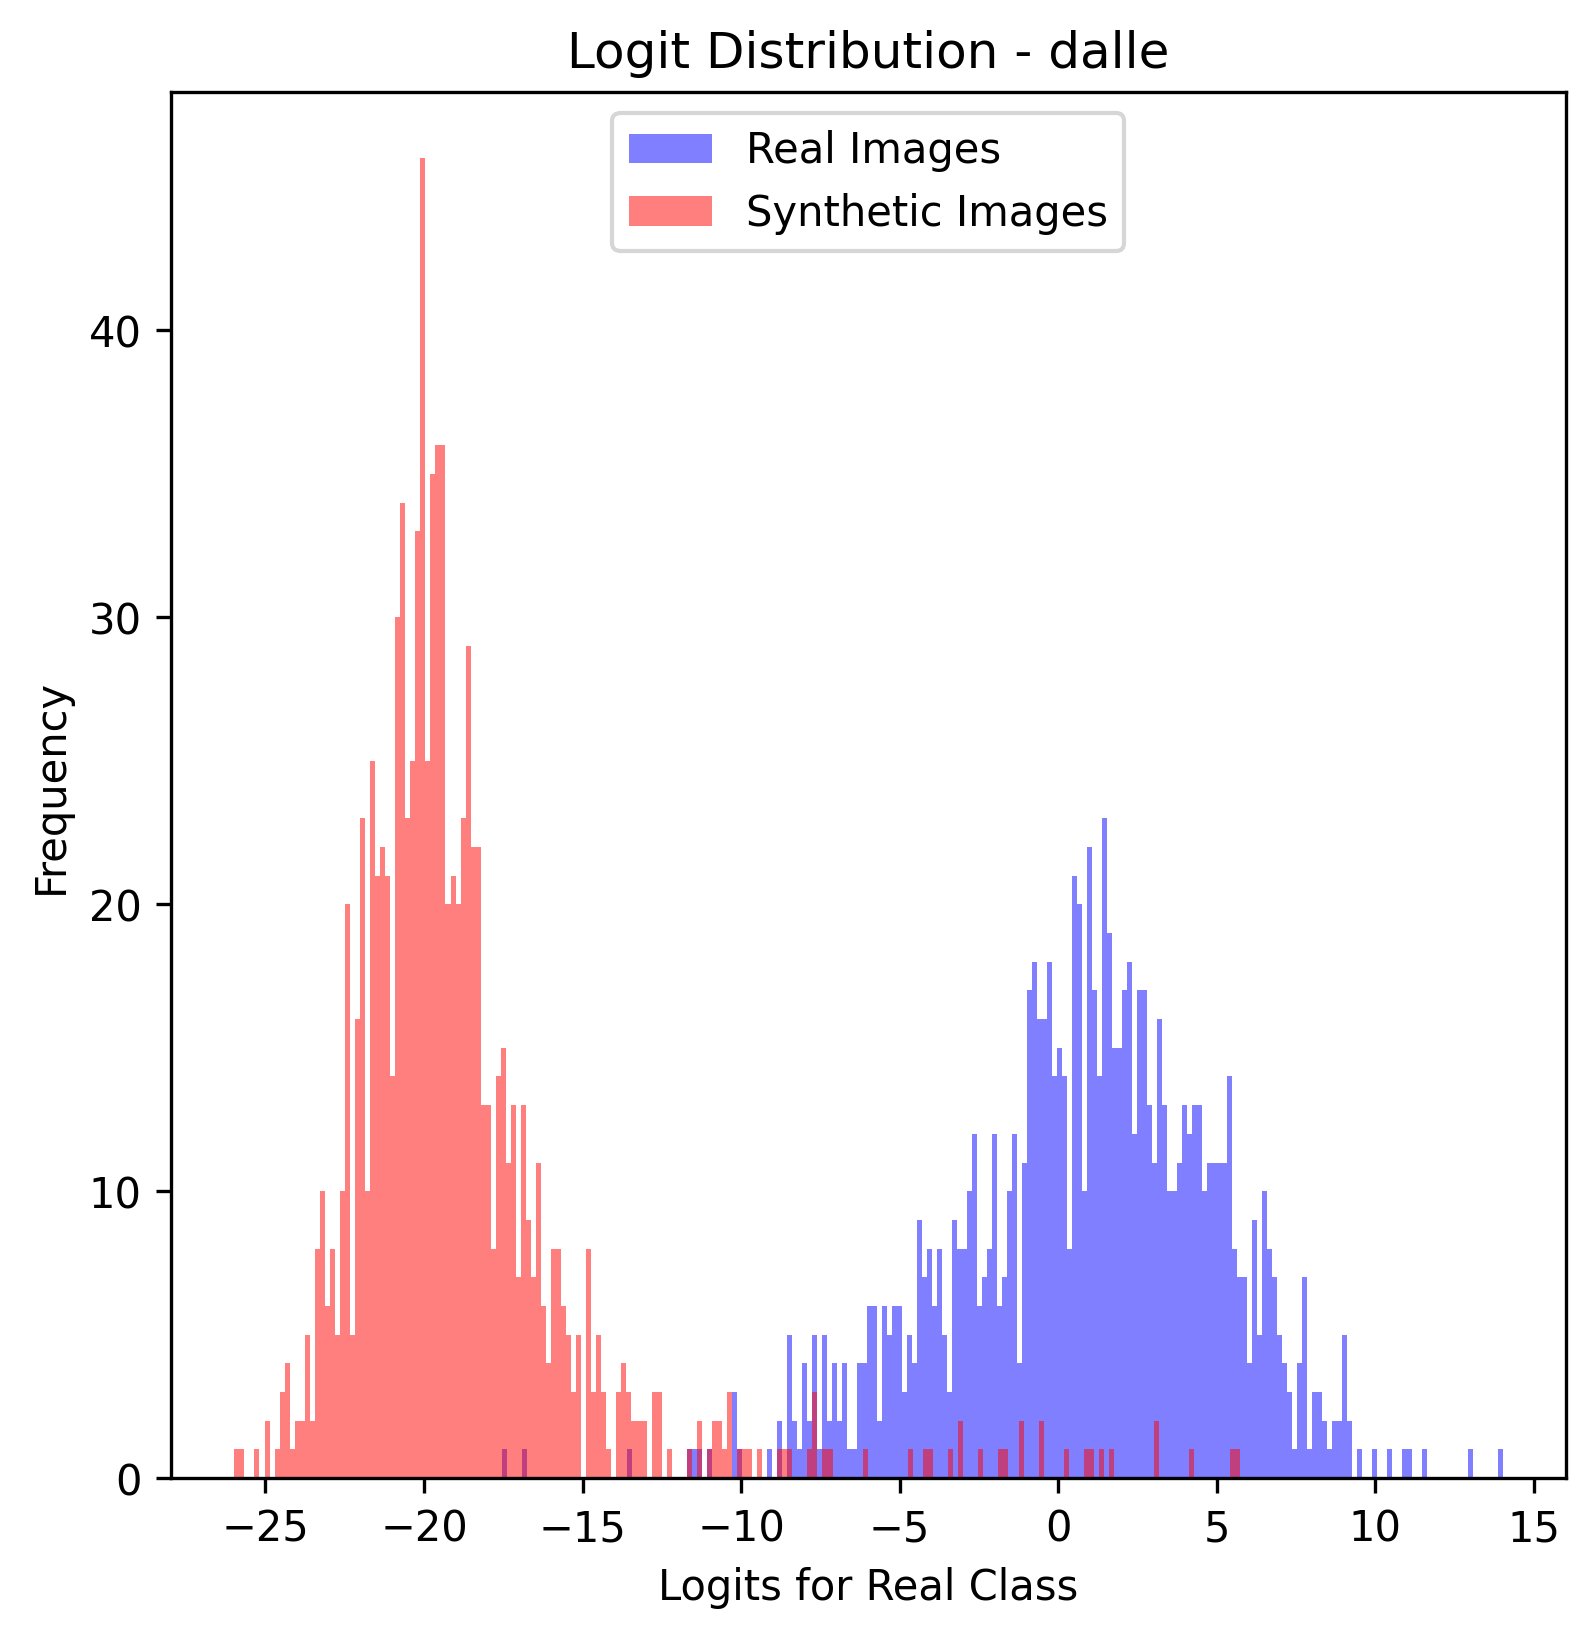 Logit Distribution - dalle
Real Images
Synthetic Images
Frequency
40
30
20
10
0
−25 −20 −15 −10 −5 0 5 10 15
Logits for Real Class